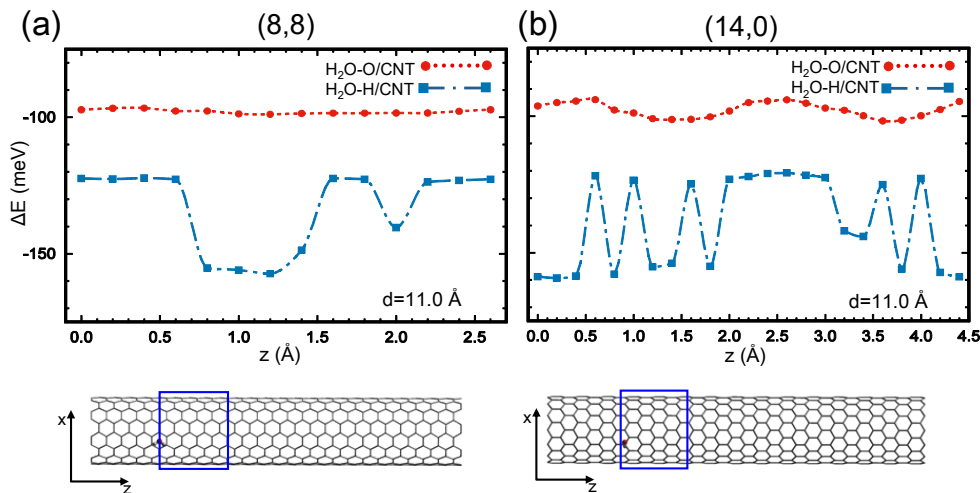 (a)
(8,8)
H₂O-O/CNT
H₂O-H/CNT
-100
-150
ΔE (meV)
d=11.0 Å
0.0 0.5 1.0 1.5 2.0 2.5
z (Å)
x
z
(b)
(14,0)
H₂O-O/CNT
H₂O-H/CNT
d=11.0 Å
0.0 0.5 1.0 1.5 2.0 2.5 3.0 3.5 4.0 4.5
z (Å)
x
z